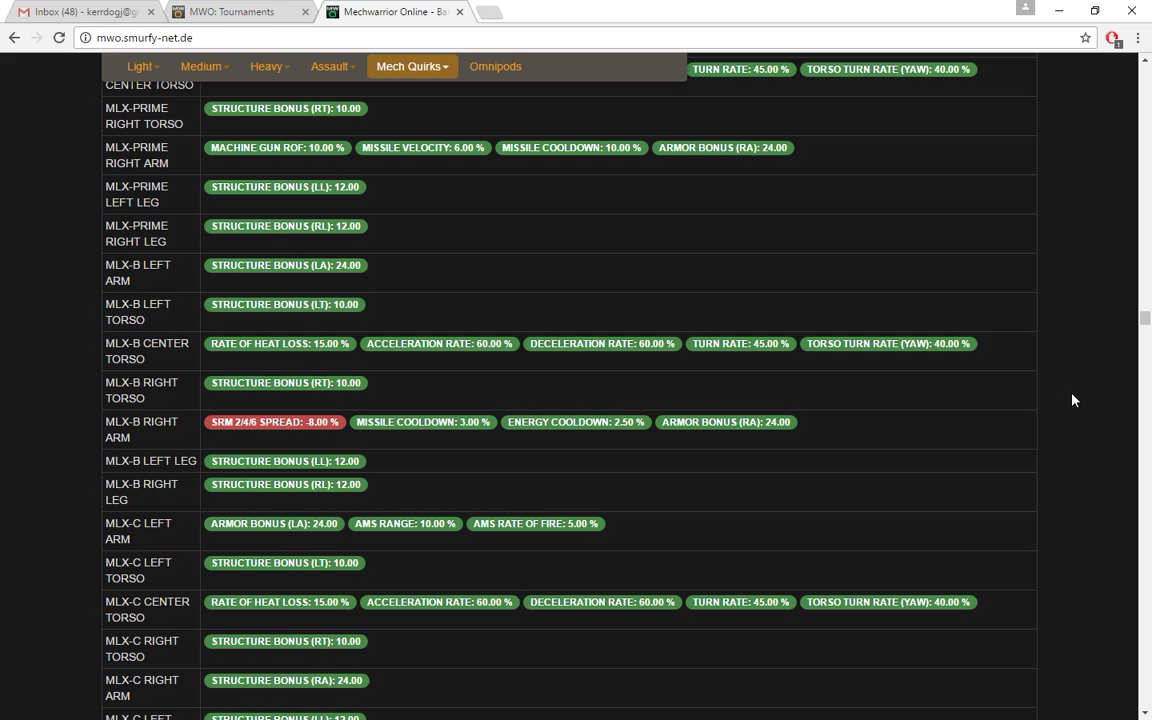 Inbox (48) - kerrdogj@g
MWO: Tournaments
Mechwarrior Online - Ba
mwo.smurfy-net.de
1
Light Medium Heavy Assault Mech Quirks Omnipods
TURN RATE: 45.00 % TORSO TURN RATE (YAW): 40.00 %
CENTER TORSO
MLX-PRIME
RIGHT TORSO
STRUCTURE BONUS (RT): 10.00
MLX-PRIME
RIGHT ARM
MACHINE GUN ROF: 10.00 % MISSILE VELOCITY: 6.00 % MISSILE COOLDOWN: 10.00 % ARMOR BONUS (RA): 24.00
MLX-PRIME
LEFT LEG
STRUCTURE BONUS (LL): 12.00
MLX-PRIME
RIGHT LEG
STRUCTURE BONUS (RL): 12.00
MLX-B LEFT
ARM
STRUCTURE BONUS (LA): 24.00
MLX-B LEFT
TORSO
STRUCTURE BONUS (LT): 10.00
MLX-B CENTER
TORSO
RATE OF HEAT LOSS: 15.00 % ACCELERATION RATE: 60.00 % DECELERATION RATE: 60.00 % TURN RATE: 45.00 % TORSO TURN RATE (YAW): 40.00 %
MLX-B RIGHT
TORSO
STRUCTURE BONUS (RT): 10.00
MLX-B RIGHT
ARM
SRM 2/4/6 SPREAD: -8.00 % MISSILE COOLDOWN: 3.00 % ENERGY COOLDOWN: 2.50 % ARMOR BONUS (RA): 24.00
MLX-B LEFT LEG
STRUCTURE BONUS (LL): 12.00
MLX-B RIGHT
LEG
STRUCTURE BONUS (RL): 12.00
MLX-C LEFT
ARM
ARMOR BONUS (LA): 24.00 AMS RANGE: 10.00 % AMS RATE OF FIRE: 5.00 %
MLX-C LEFT
TORSO
STRUCTURE BONUS (LT): 10.00
MLX-C CENTER
TORSO
RATE OF HEAT LOSS: 15.00 % ACCELERATION RATE: 60.00 % DECELERATION RATE: 60.00 % TURN RATE: 45.00 % TORSO TURN RATE (YAW): 40.00 %
MLX-C RIGHT
TORSO
STRUCTURE BONUS (RT): 10.00
MLX-C RIGHT
ARM
STRUCTURE BONUS (RA): 24.00
MLX-C LEFT
STRUCTURE BONUS (LL): 12.00